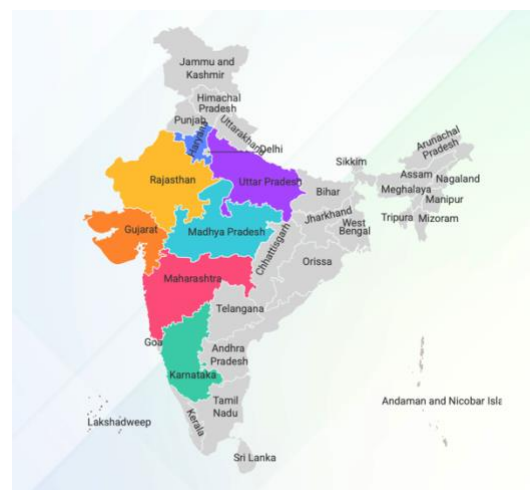 Jammu and
Kashmir
Himachal
Pradesh
Punjab
Uttarakhand
Haryana
Delhi
Arunachal
Pradesh
Sikkim
Rajasthan
Uttar Pradesh
Assam
Nagaland
Bihar
Meghalaya
Manipur
Jharkhand
Tripura
Mizoram
West
Bengal
Gujarat
Madhya Pradesh
Chhattisgarh
Orissa
Maharashtra
Telangana
Goa
Andhra
Pradesh
Karnataka
Tamil
Nadu
Kerala
Lakshadweep
Andaman and Nicobar Isla
Sri Lanka